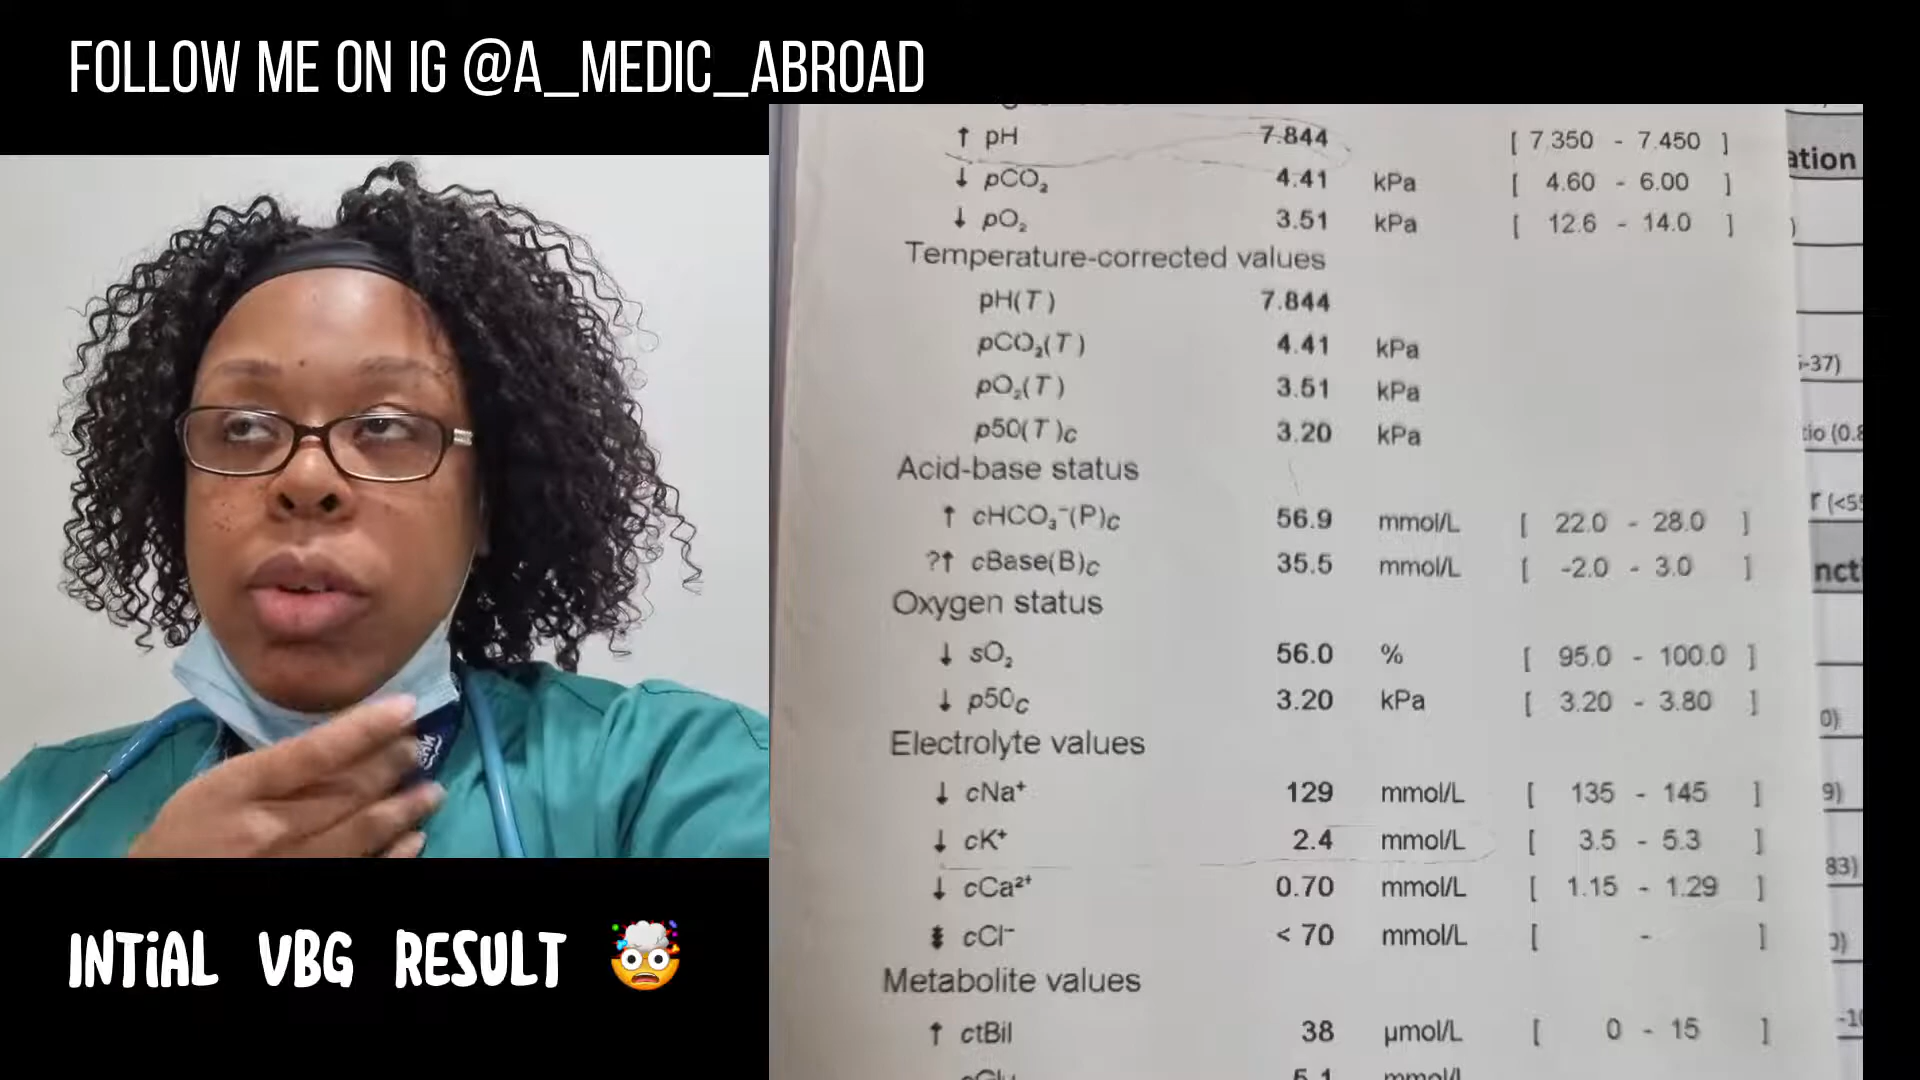 FOLLOW ME ON IG @A_MEDIC_ABROAD
↑ pH 7.844 [ 7.350 - 7.450 ]
↓ pCO₂ 4.41 kPa [ 4.60 - 6.00 ]
↓ pO₂ 3.51 kPa [ 12.6 - 14.0 ]
Temperature-corrected values
pH(T) 7.844
pCO₂(T) 4.41 kPa
pO₂(T) 3.51 kPa
p50(T)c 3.20 kPa
Acid-base status
↑ cHCO₃⁻(P)c 56.9 mmol/L [ 22.0 - 28.0 ]
?↑ cBase(B)c 35.5 mmol/L [ -2.0 - 3.0 ]
Oxygen status
↓ sO₂ 56.0 % [ 95.0 - 100.0 ]
↓ p50c 3.20 kPa [ 3.20 - 3.80 ]
Electrolyte values
↓ cNa⁺ 129 mmol/L [ 135 - 145 ]
↓ cK⁺ 2.4 mmol/L [ 3.5 - 5.3 ]
↓ cCa²⁺ 0.70 mmol/L [ 1.15 - 1.29 ]
cCl⁻ < 70 mmol/L [ - ]
Metabolite values
↑ ctBil 38 µmol/L [ 0 - 15 ]
-37)
9)
83)
0)
INTiAL VBG RESULT 🤯